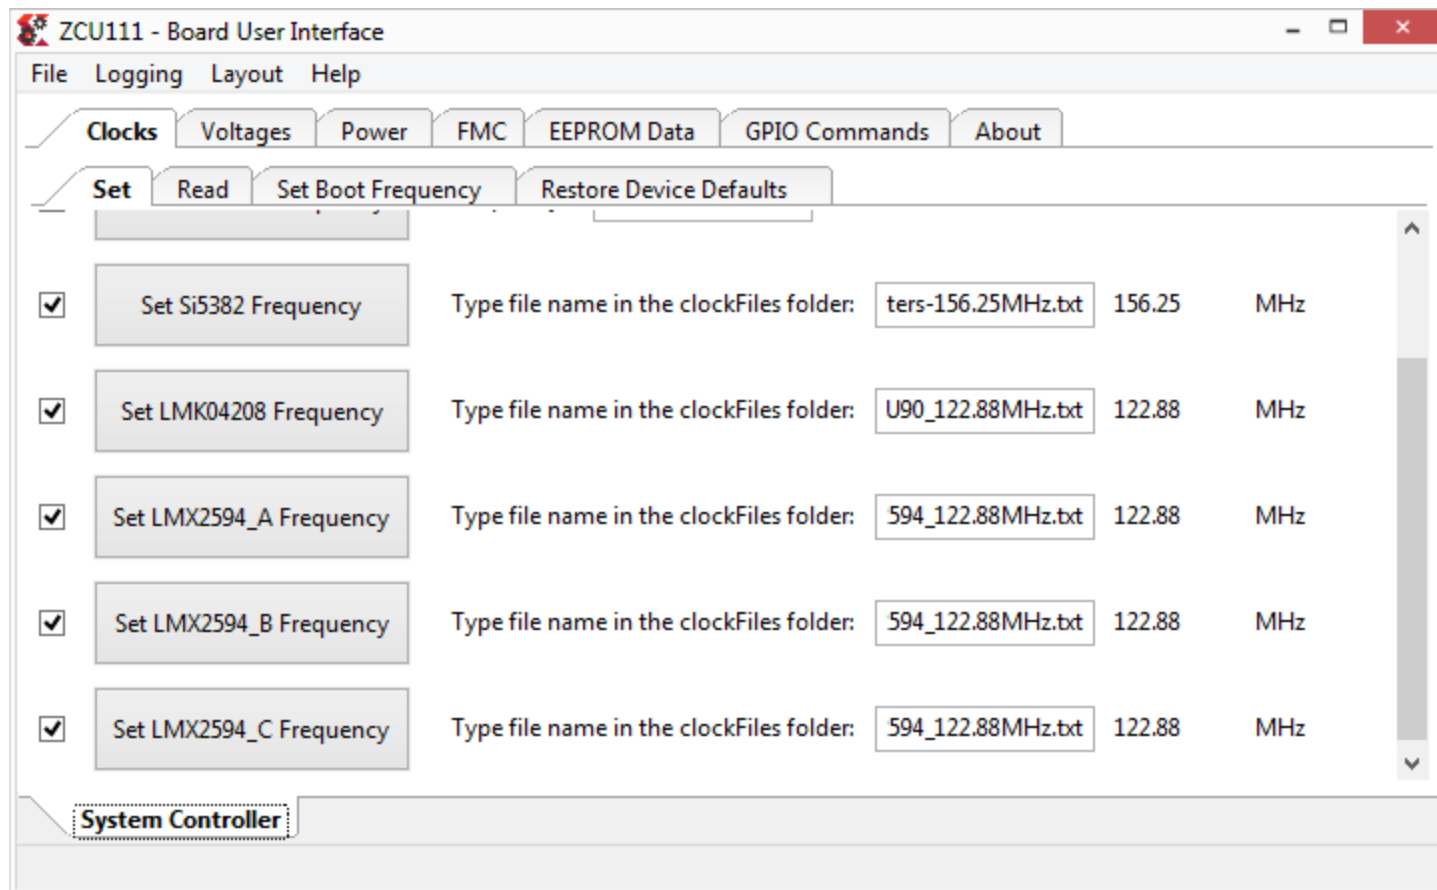 ZCU111 - Board User Interface
File Logging Layout Help
Clocks Voltages Power FMC EEPROM Data GPIO Commands About
Set Read Set Boot Frequency Restore Device Defaults
Set Si5382 Frequency Type file name in the clockFiles folder: ters-156.25MHz.txt 156.25 MHz
Set LMK04208 Frequency Type file name in the clockFiles folder: U90_122.88MHz.txt 122.88 MHz
Set LMX2594_A Frequency Type file name in the clockFiles folder: 594_122.88MHz.txt 122.88 MHz
Set LMX2594_B Frequency Type file name in the clockFiles folder: 594_122.88MHz.txt 122.88 MHz
Set LMX2594_C Frequency Type file name in the clockFiles folder: 594_122.88MHz.txt 122.88 MHz
System Controller